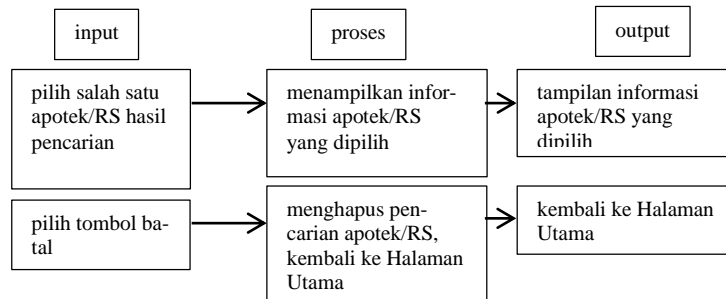 input
proses
output
pilih salah satu
apotek/RS hasil
pencarian
menampilkan infor-
masi apotek/RS
yang dipilih
tampilan informasi
apotek/RS yang
dipilih
pilih tombol ba-
tal
menghapus pen-
carian apotek/RS,
kembali ke Halaman
Utama
kembali ke Halaman
Utama